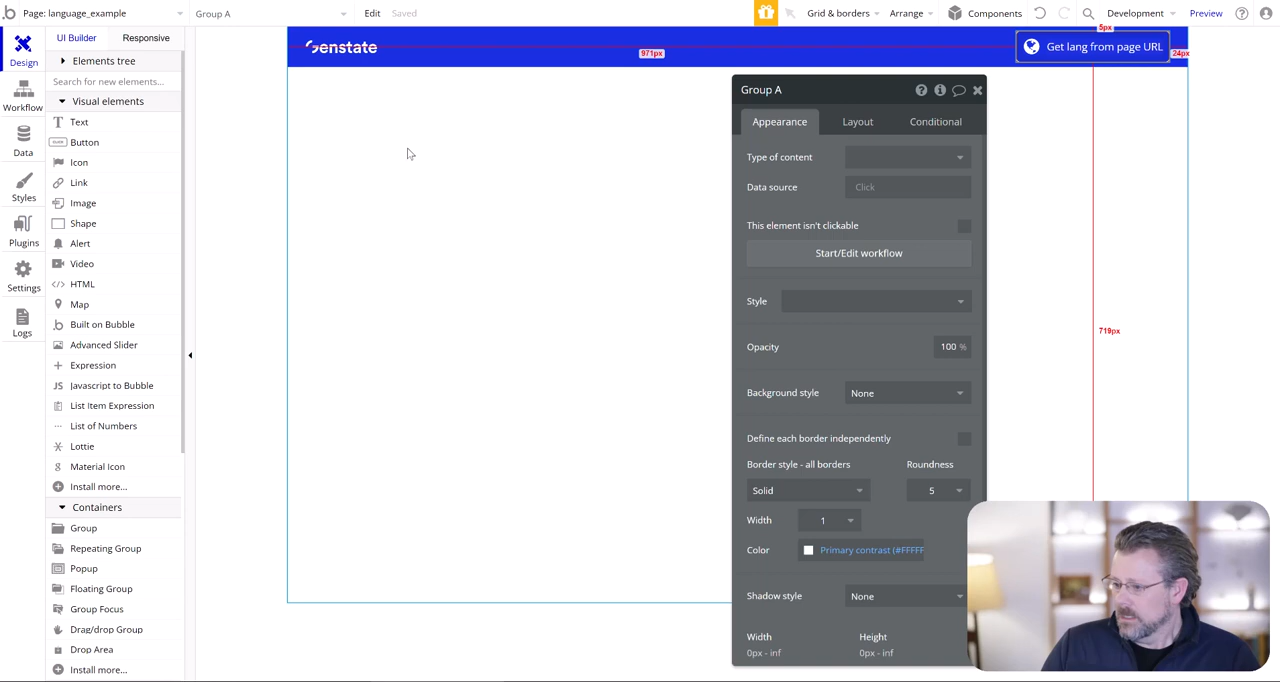 Page: language_example
Group A
Edit
Saved
Grid & borders
Arrange
Components
Development
Preview
Design
Workflow
Data
Styles
Plugins
Settings
Logs
UI Builder
Responsive
Elements tree
Search for new elements...
Visual elements
Text
Button
Icon
Link
Image
Shape
Alert
Video
HTML
Map
Built on Bubble
Advanced Slider
Expression
Javascript to Bubble
List Item Expression
List of Numbers
Lottie
Material Icon
Install more...
Containers
Group
Repeating Group
Popup
Floating Group
Group Focus
Drag/drop Group
Drop Area
Install more...
Genstate
971px
5px
Get lang from page URL
24px
719px
Group A
Appearance
Layout
Conditional
Type of content
Data source
Click
This element isn't clickable
Start/Edit workflow
Style
Opacity
100 %
Background style
None
Define each border independently
Border style - all borders
Roundness
Solid
5
Width
1
Color
Primary contrast (#FFFFF
Shadow style
None
Width
Height
0px - inf
0px - inf